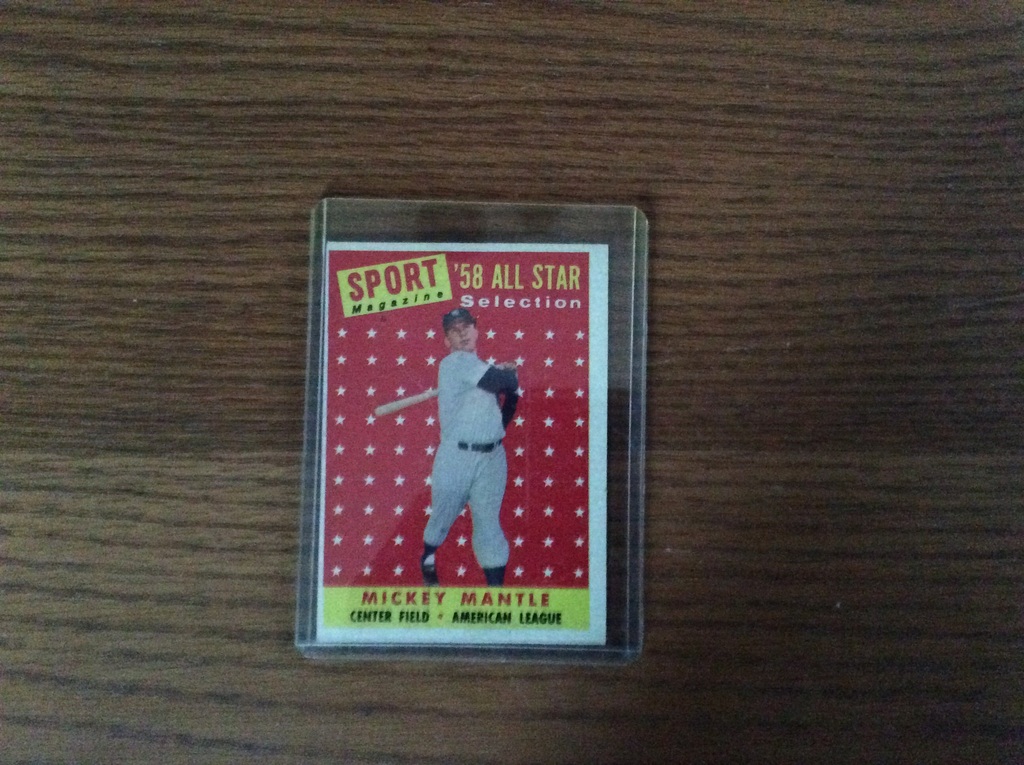 SPORT '58 ALL STAR
Magazine Selection
MICKEY MANTLE
CENTER FIELD • AMERICAN LEAGUE